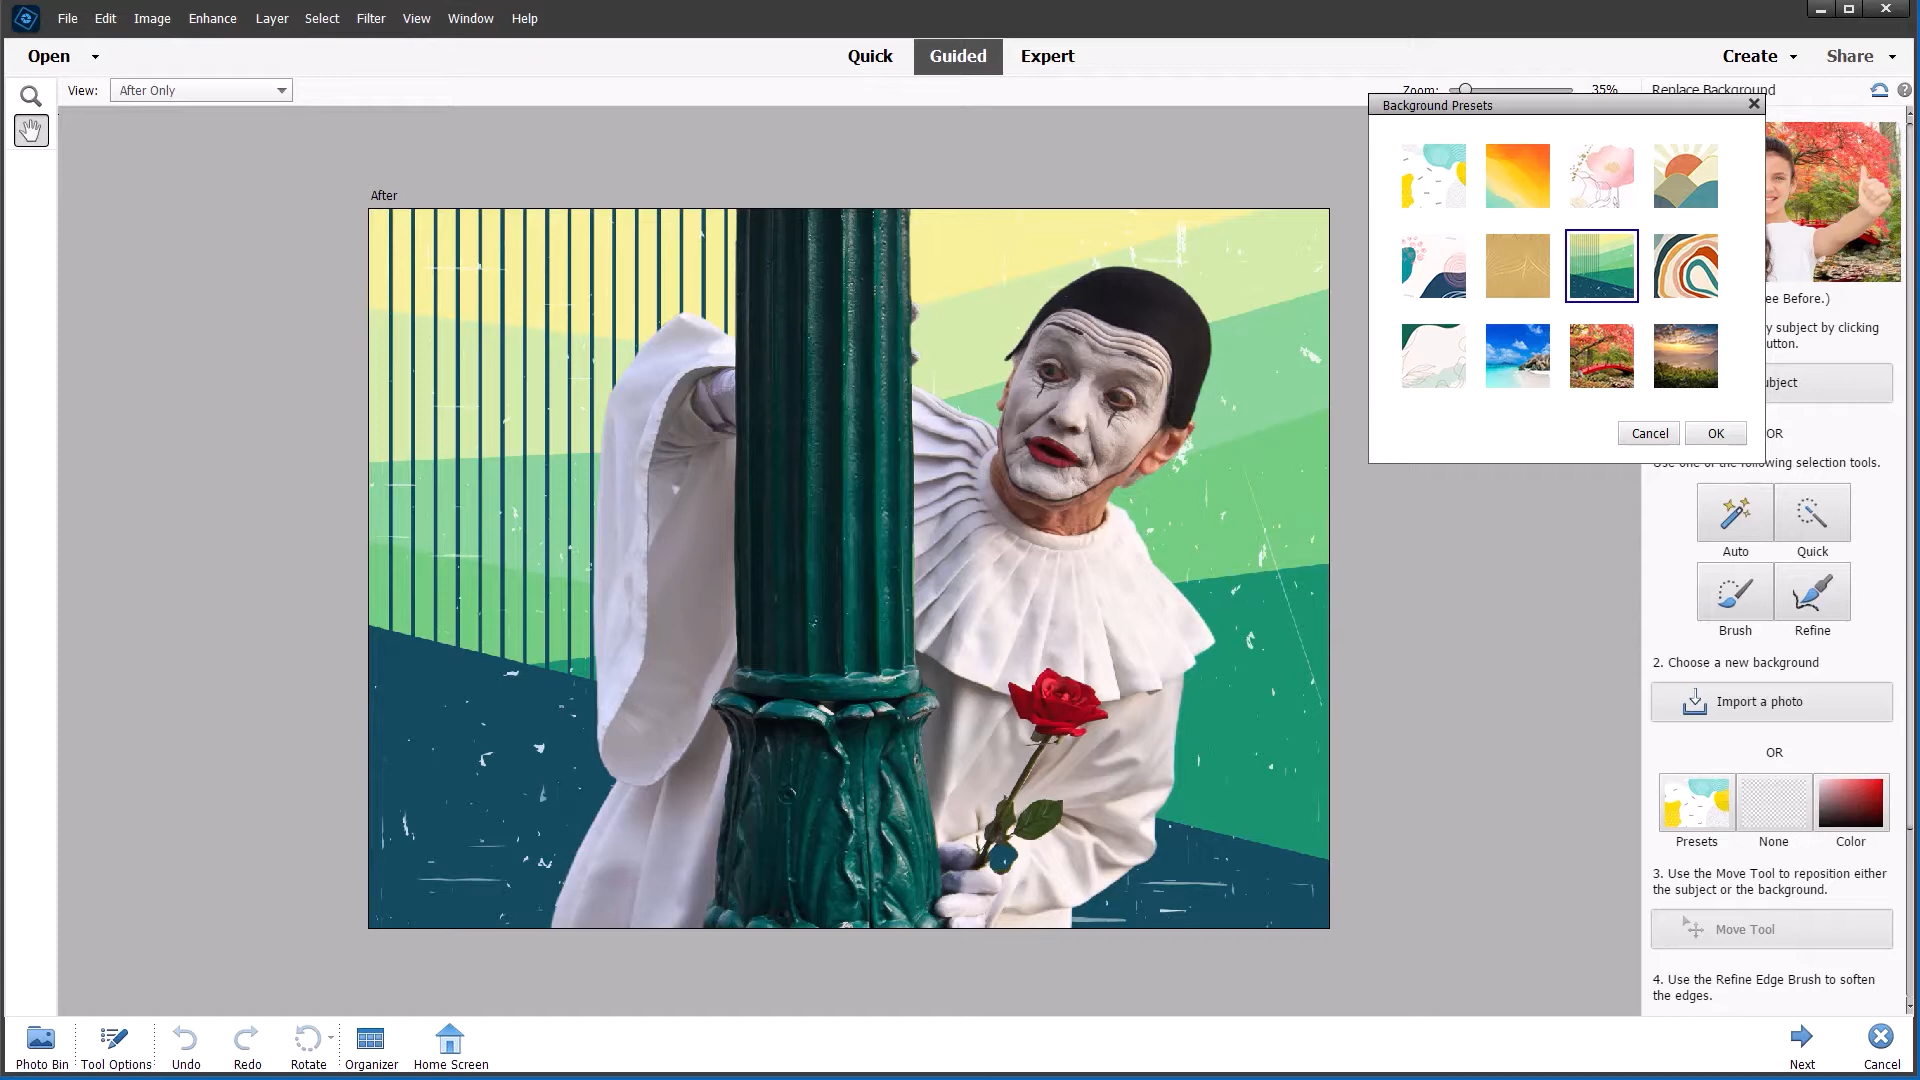 File Edit Image Enhance Layer Select Filter View Window Help
Open Quick Guided Expert Create Share
View: After Only Zoom: 35% Replace Background
Background Presets
After
ee Before.)
y subject by clicking
utton.
ubject
Cancel OK OR
Use one of the following selection tools.
Auto Quick
Brush Refine
2. Choose a new background
Import a photo
OR
Presets None Color
3. Use the Move Tool to reposition either
the subject or the background.
Move Tool
4. Use the Refine Edge Brush to soften
the edges.
Photo Bin Tool Options Undo Redo Rotate Organizer Home Screen Next Cancel